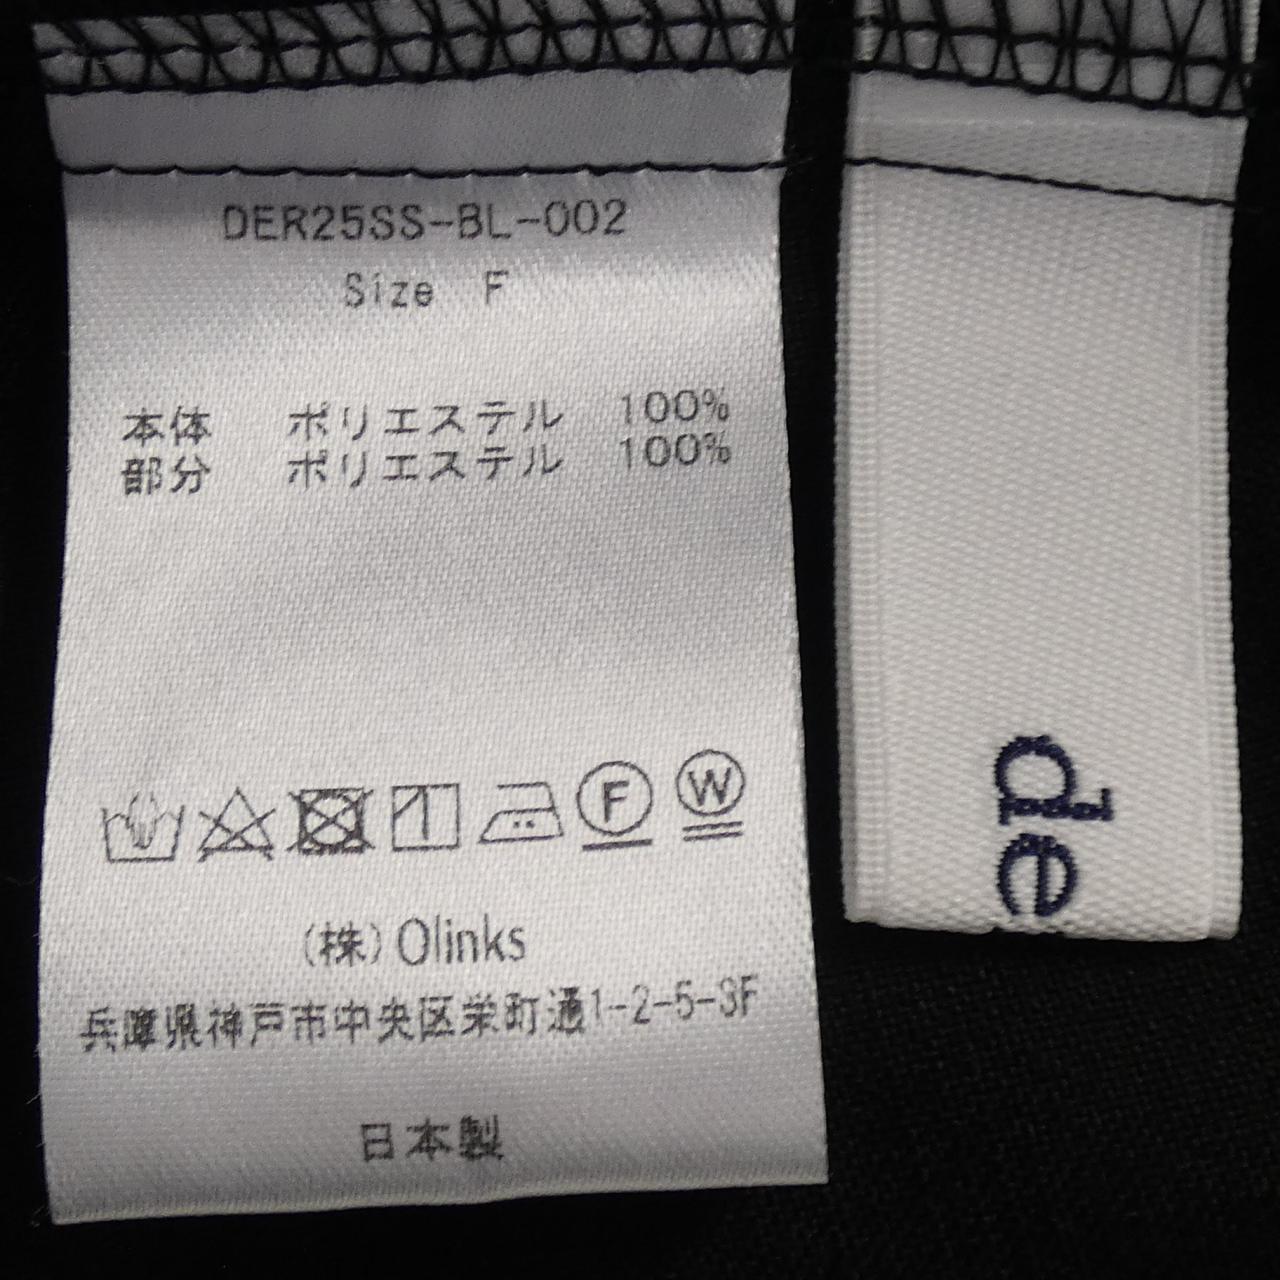 DER25SS-BL-002
Size F
本体 ポリエステル 100%
部分 ポリエステル 100%
F W
(株)Olinks
兵庫県神戸市中央区栄町通1-2-5-3F
日本製
de